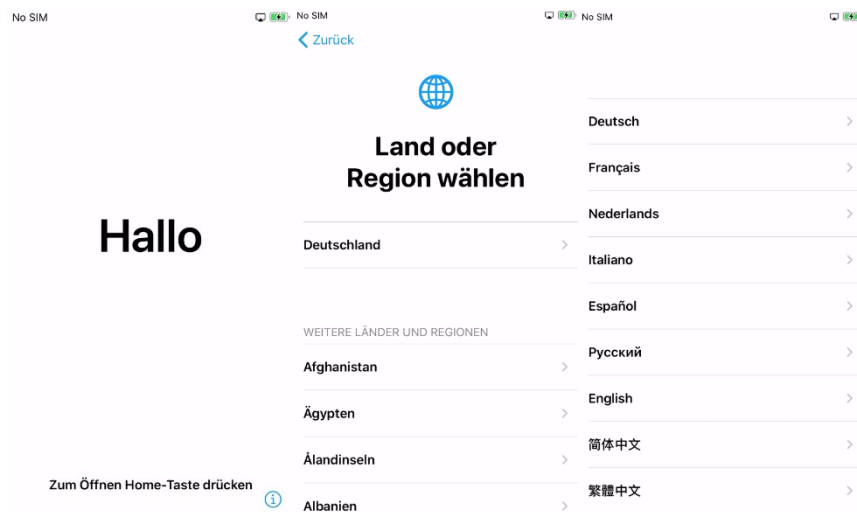 No SIM
Hallo
Zum Öffnen Home-Taste drücken
No SIM
Zurück
Land oder
Region wählen
Deutschland
WEITERE LÄNDER UND REGIONEN
Afghanistan
Ägypten
Ålandinseln
Albanien
No SIM
Deutsch
Français
Nederlands
Italiano
Español
Русский
English
简体中文
繁體中文